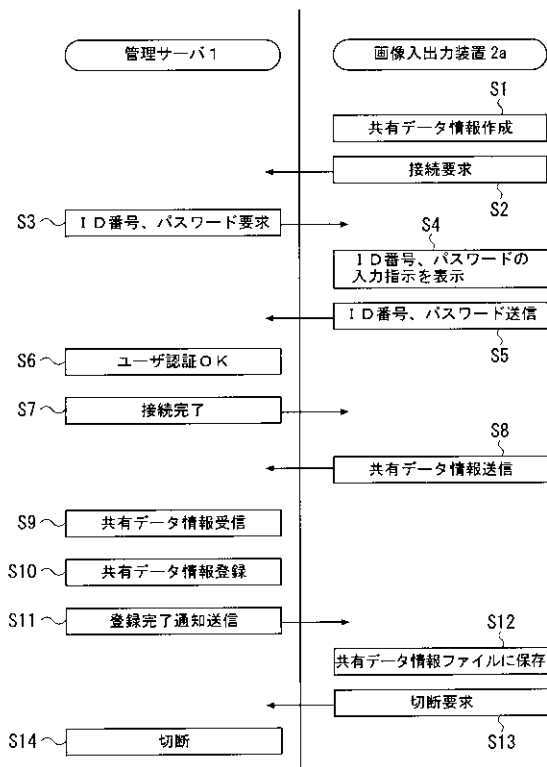 管理サーバ1
画像入出力装置2a
S1
共有データ情報作成
接続要求
S2
S3
ID番号、パスワード要求
S4
ID番号、パスワードの
入力指示を表示
ID番号、パスワード送信
S5
S6
ユーザ認証OK
S7
接続完了
S8
共有データ情報送信
S9
共有データ情報受信
S10
共有データ情報登録
S11
登録完了通知送信
S12
共有データ情報ファイルに保存
切断要求
S13
S14
切断